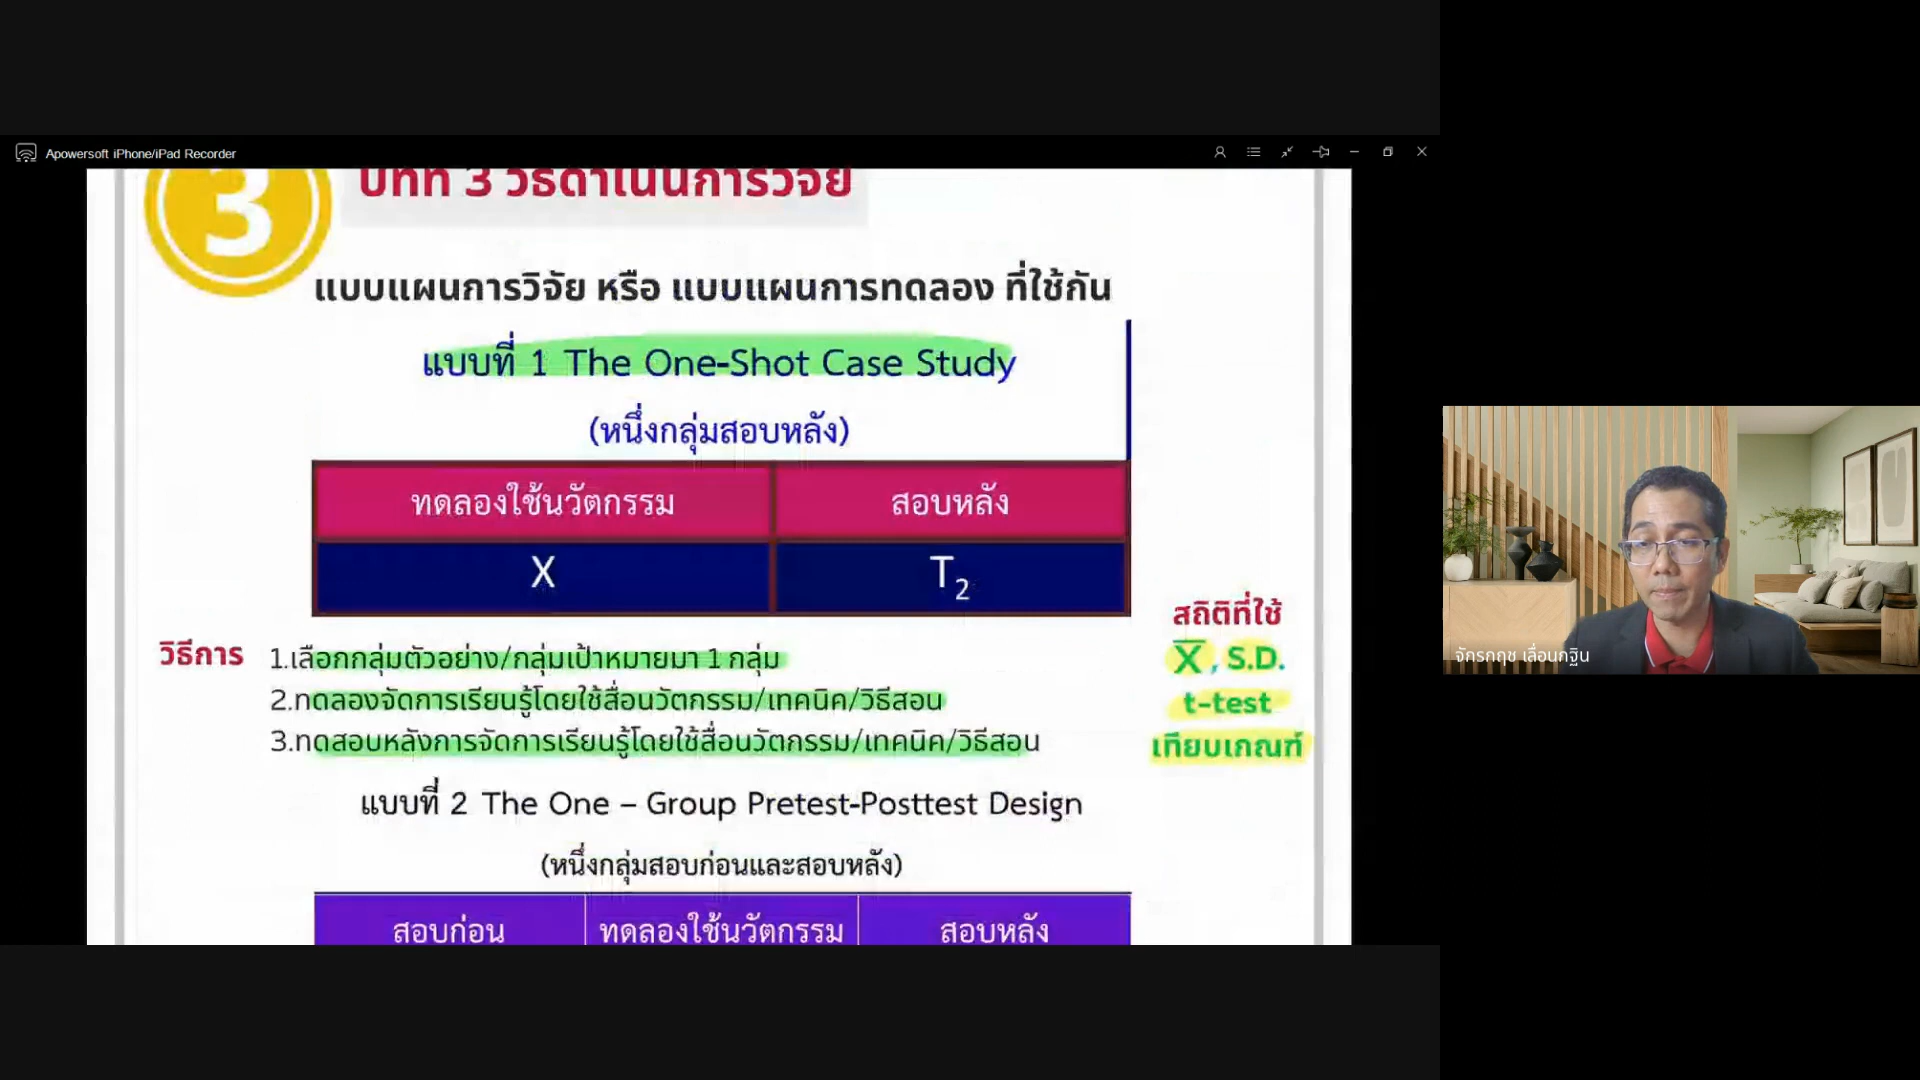 Apowersoft iPhone/iPad Recorder
3
บทที่ 3 วิธีดำเนินการวิจัย
แบบแผนการวิจัย หรือ แบบแผนการทดลอง ที่ใช้กัน
แบบที่ 1 The One-Shot Case Study
(หนึ่งกลุ่มสอบหลัง)
ทดลองใช้นวัตกรรม สอบหลัง
X T2
วิธีการ
1.เลือกกลุ่มตัวอย่าง/กลุ่มเป้าหมายมา 1 กลุ่ม
2.ทดลองจัดการเรียนรู้โดยใช้สื่อนวัตกรรม/เทคนิค/วิธีสอน
3.ทดสอบหลังการจัดการเรียนรู้โดยใช้สื่อนวัตกรรม/เทคนิค/วิธีสอน
สถิติที่ใช้
X̅ , S.D.
t-test
เทียบเกณฑ์
แบบที่ 2 The One – Group Pretest-Posttest Design
(หนึ่งกลุ่มสอบก่อนและสอบหลัง)
สอบก่อน ทดลองใช้นวัตกรรม สอบหลัง
จักรกฤช เลื่อนกฐิน